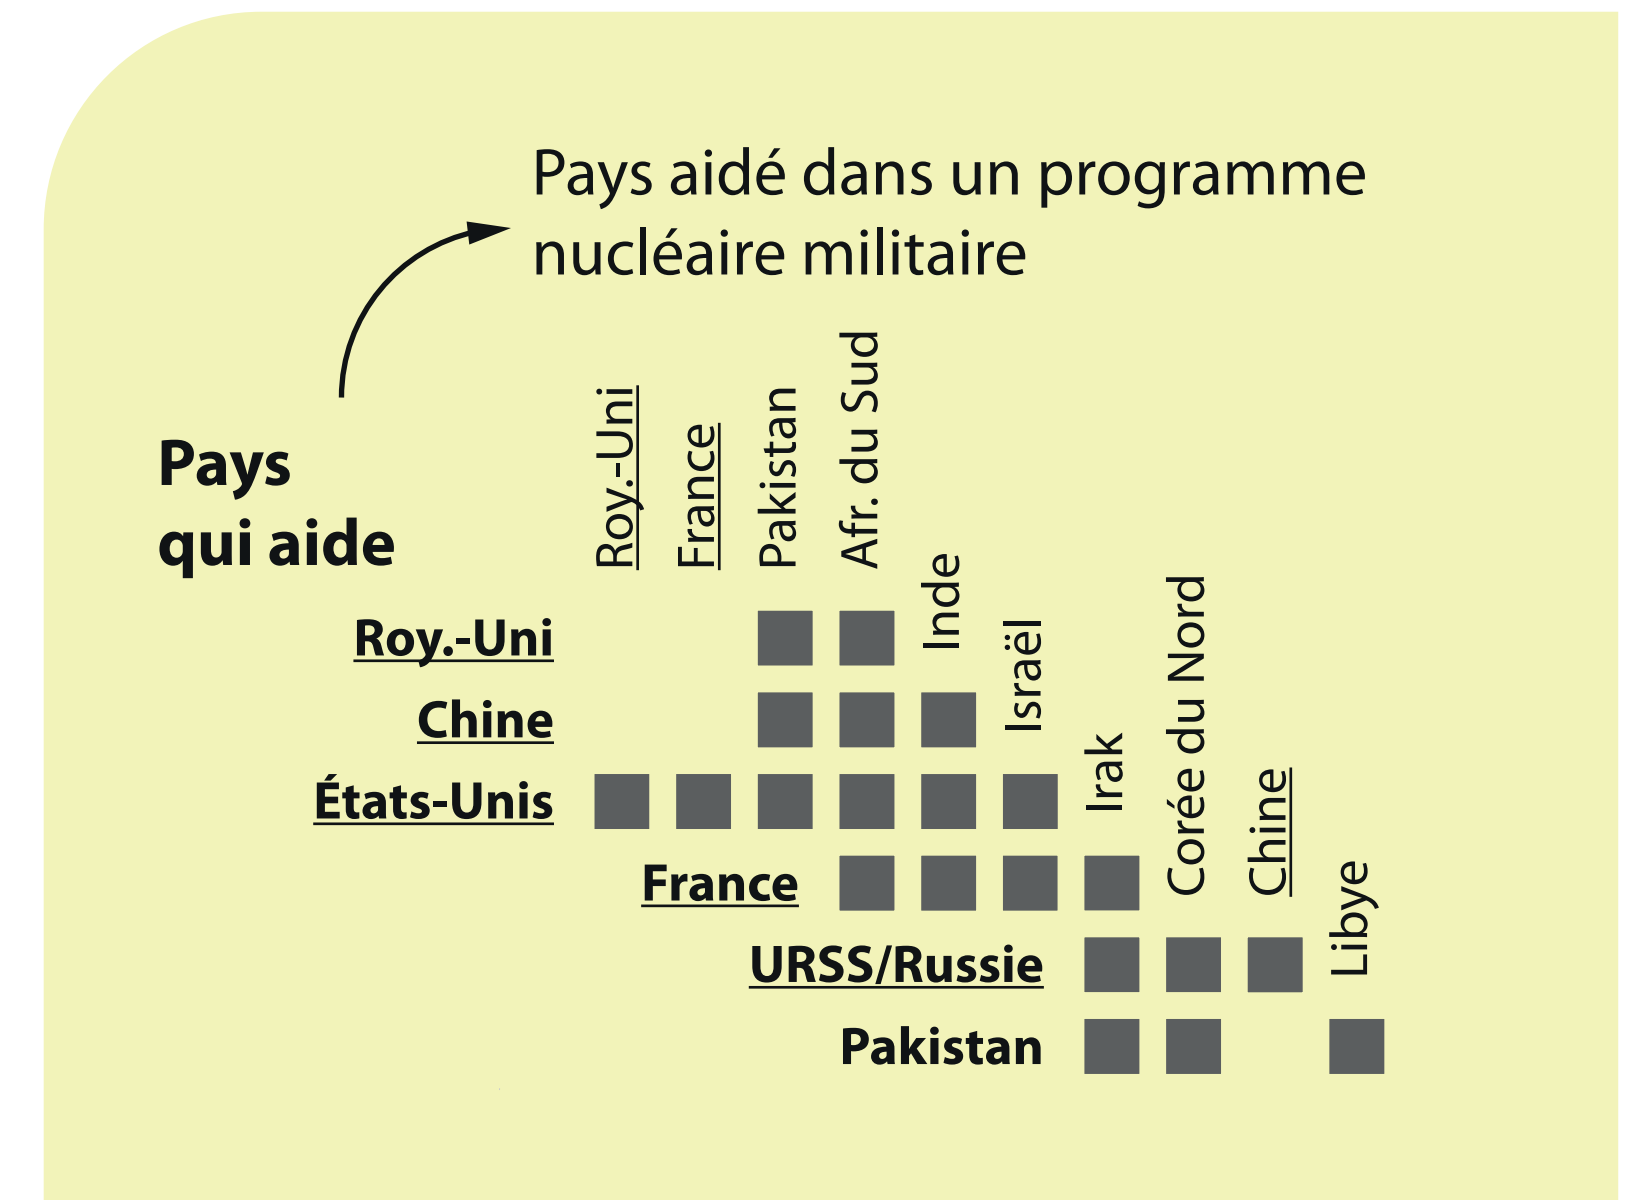 Pays aidé dans un programme
nucléaire militaire
Pays
qui aide
Roy.-Uni
France
Pakistan
Afr. du Sud
Inde
Israël
Irak
Corée du Nord
Chine
Libye
Roy.-Uni
Chine
États-Unis
France
URSS/Russie
Pakistan